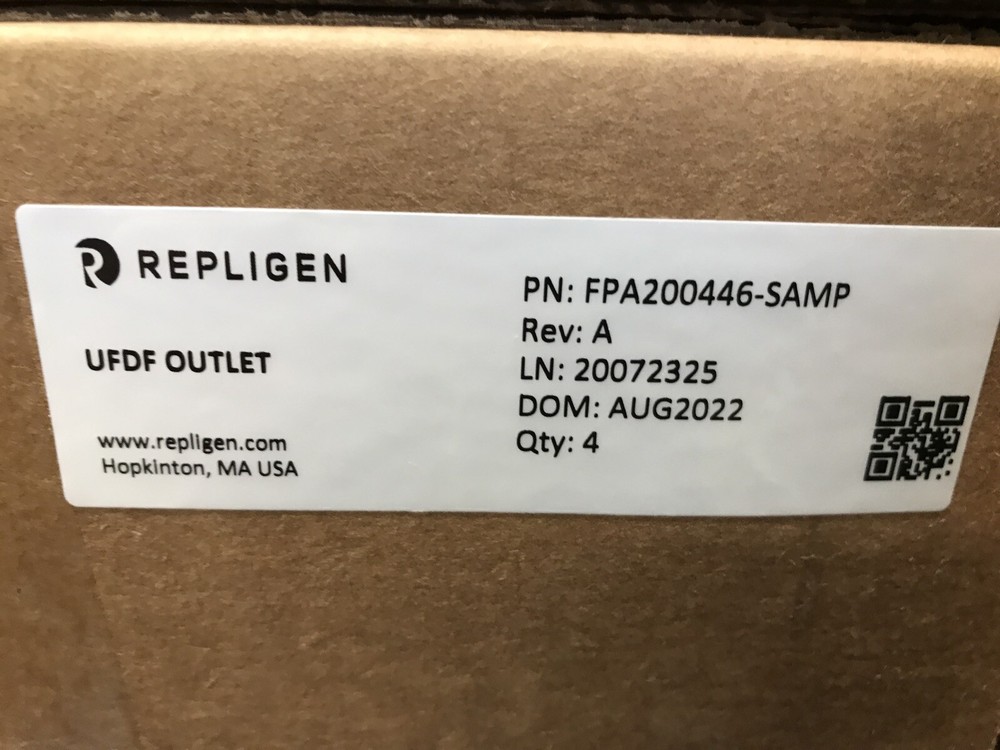 REPLIGEN
UFDF OUTLET
www.repligen.com
Hopkinton, MA USA
PN: FPA200446-SAMP
Rev: A
LN: 20072325
DOM: AUG2022
Qty: 4